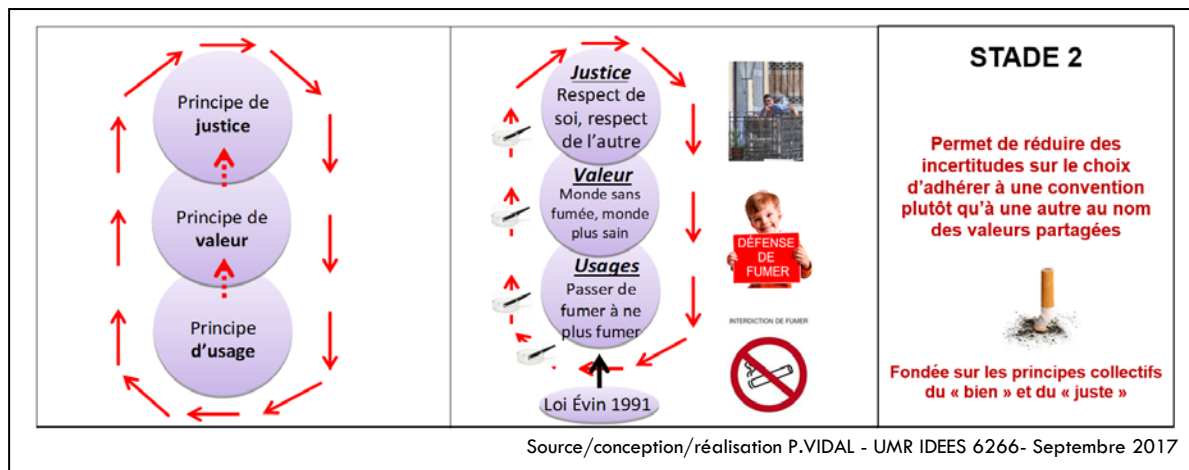 Principe de
justice
Principe de
valeur
Principe
d'usage
Justice
Respect de
soi, respect
de l'autre
Valeur
Monde sans
fumée, monde
plus sain
Usages
Passer de
fumer à ne
plus fumer
Loi Évin 1991
DÉFENSE
DE
FUMER
INTERDICTION DE FUMER
STADE 2
Permet de réduire des
incertitudes sur le choix
d'adhérer à une convention
plutôt qu'à une autre au nom
des valeurs partagées
Fondée sur les principes collectifs
du « bien » et du « juste »
Source/conception/réalisation P.VIDAL - UMR IDEES 6266- Septembre 2017